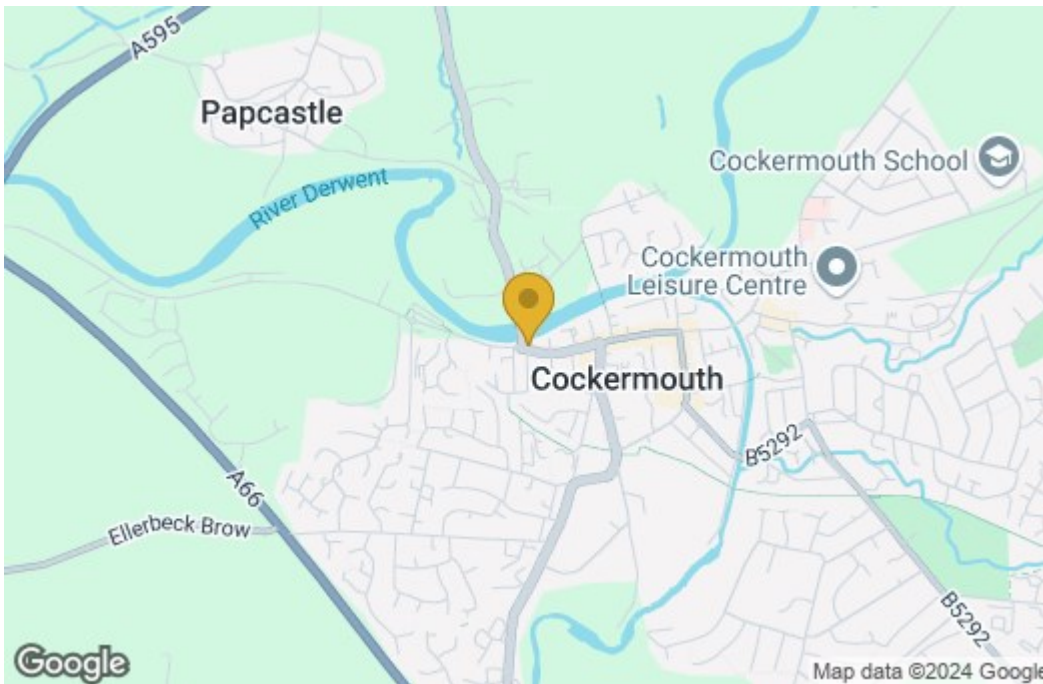 A595
Papcastle
River Derwent
Cockermouth School
Cockermouth
Leisure Centre
Cockermouth
B5292
A66
Ellerbeck Brow
B5292
Google
Map data ©2024 Google